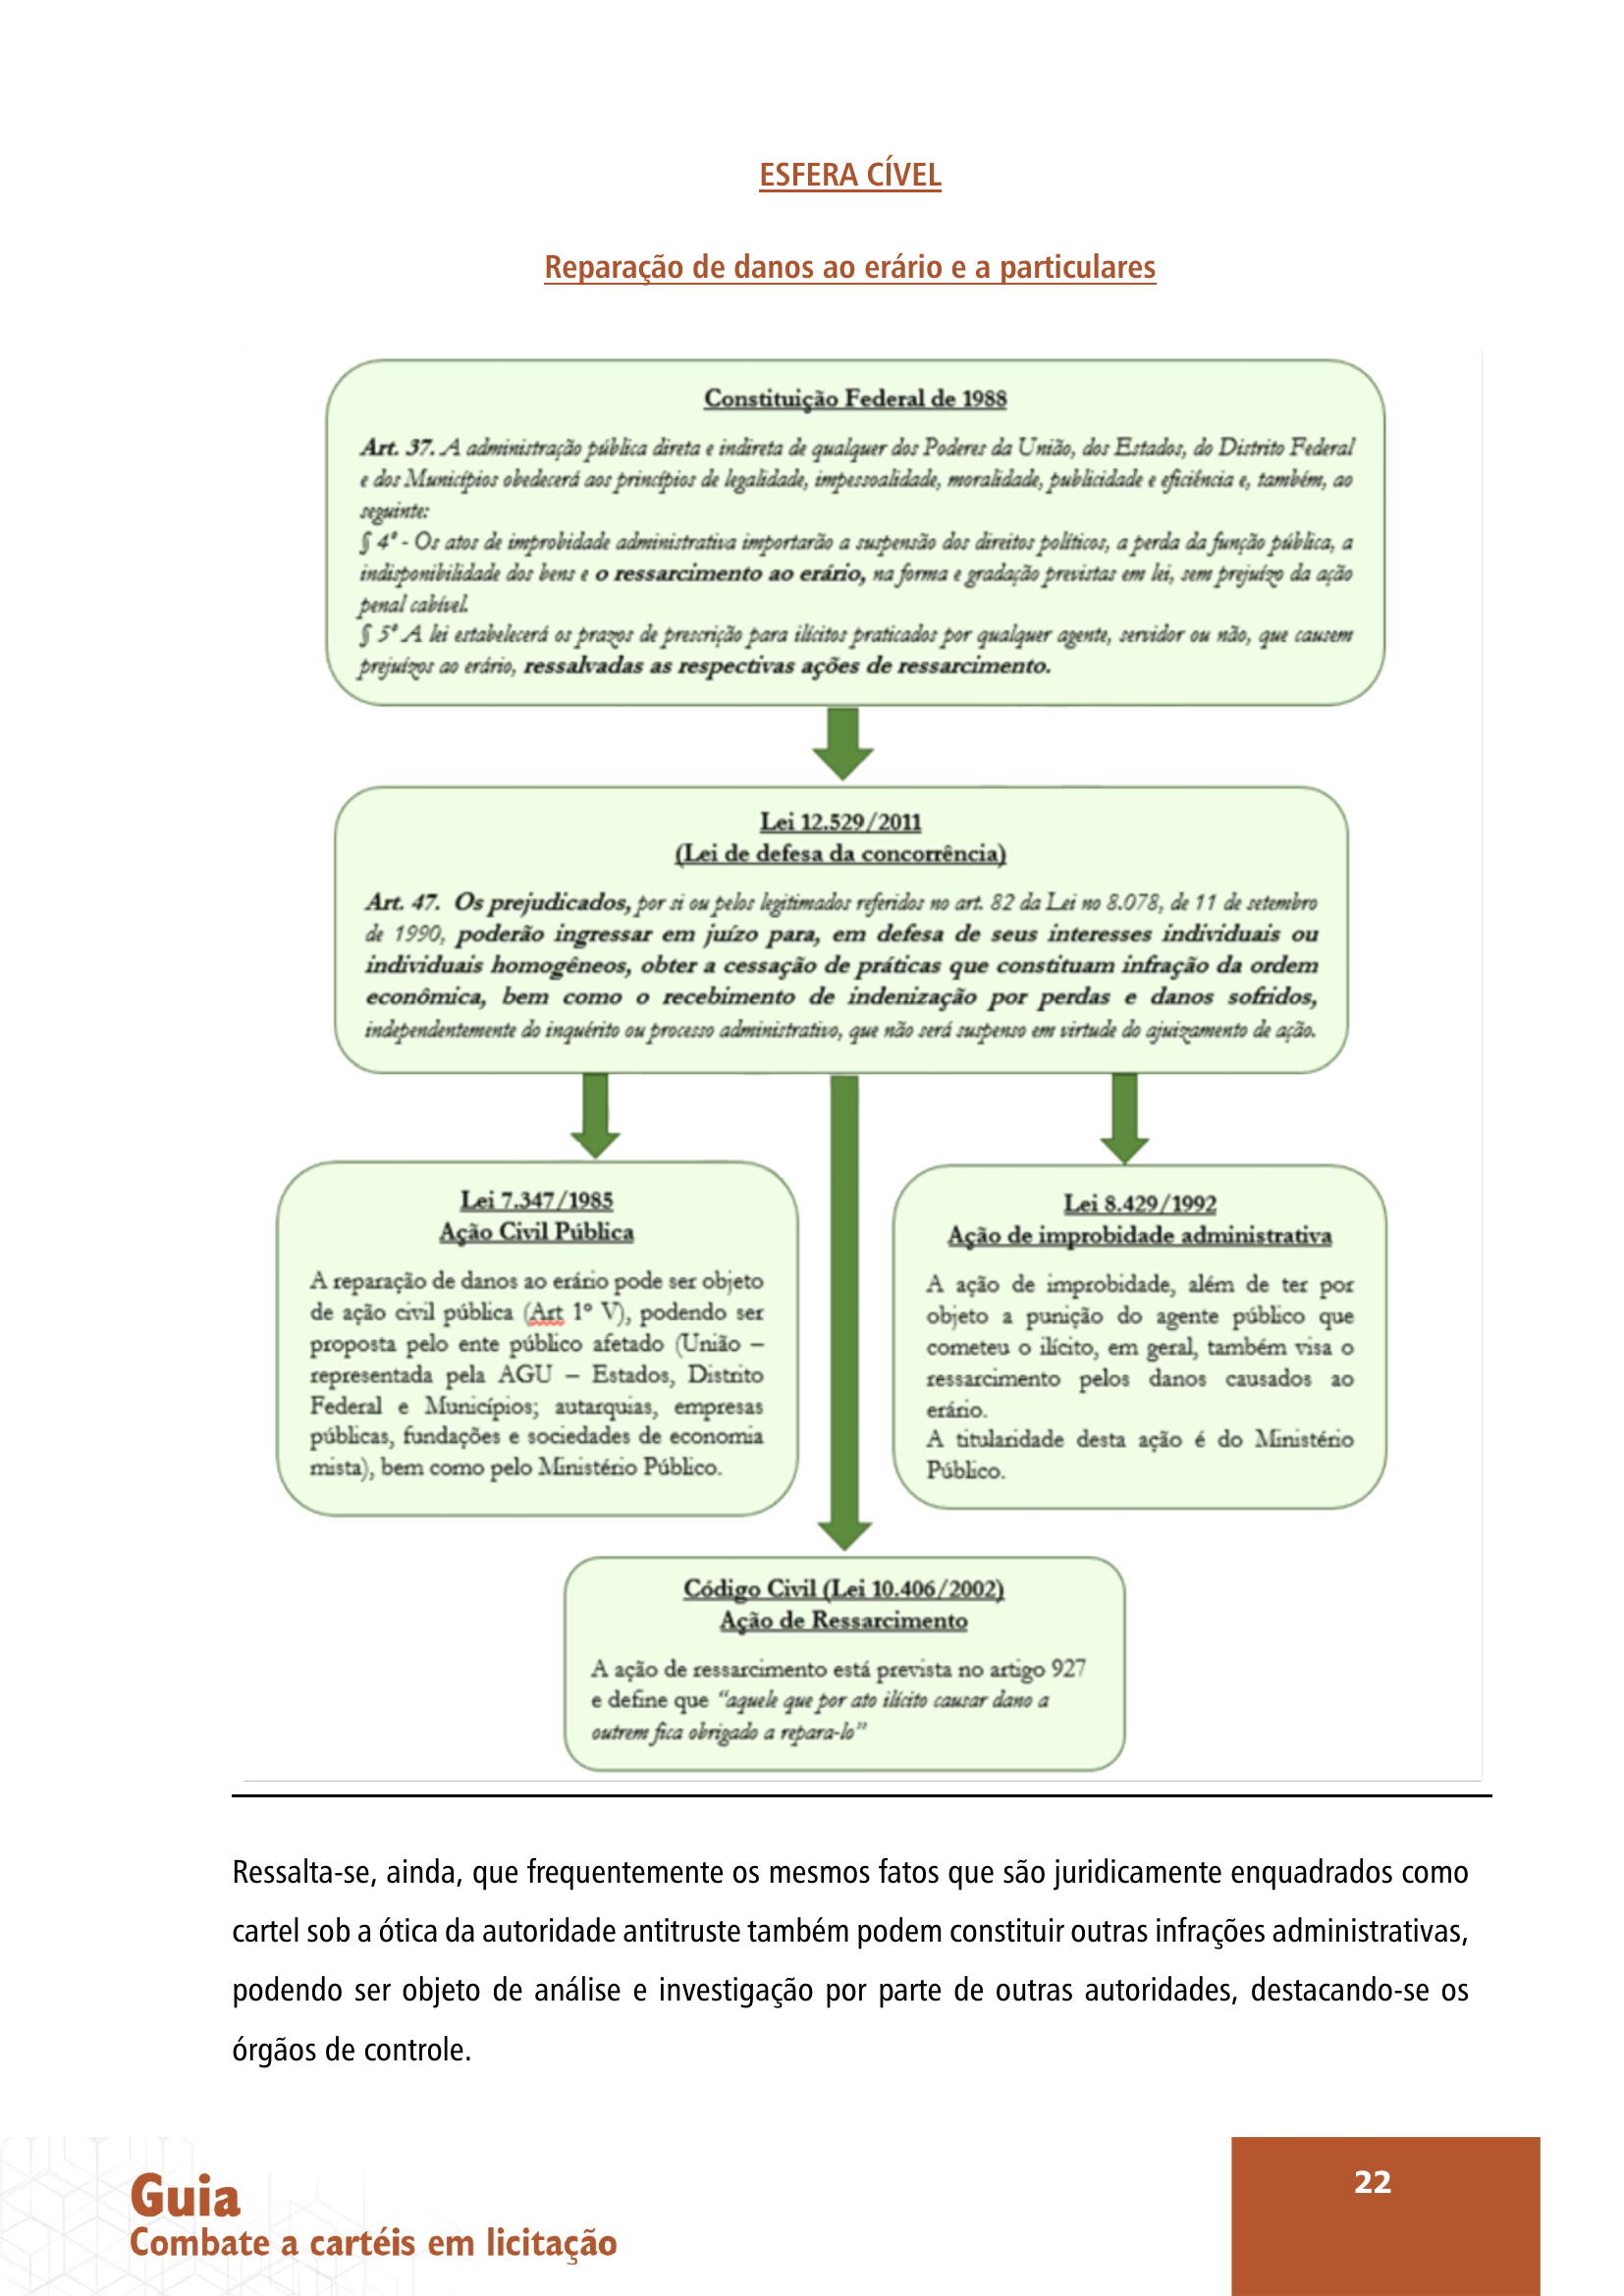 ESFERA CÍVEL
Reparação de danos ao erário e a particulares
Constituição Federal de 1988
Art. 37. A administração pública direta e indireta de qualquer dos Poderes da União, dos Estados, do Distrito Federal
e dos Municípios obedecerá aos princípios de legalidade, impessoalidade, moralidade, publicidade e eficiência e, também, ao
seguinte:
§ 4º - Os atos de improbidade administrativa importarão a suspensão dos direitos políticos, a perda da função pública, a
indisponibilidade dos bens e o ressarcimento ao erário, na forma e gradação previstas em lei, sem prejuízo da ação
penal cabível.
§ 5º A lei estabelecerá os prazos de prescrição para ilícitos praticados por qualquer agente, servidor ou não, que causem
prejuízos ao erário, ressalvadas as respectivas ações de ressarcimento.
Lei 12.529/2011
(Lei de defesa da concorrência)
Art. 47. Os prejudicados, por si ou pelos legitimados referidos no art. 82 da Lei no 8.078, de 11 de setembro
de 1990, poderão ingressar em juízo para, em defesa de seus interesses individuais ou
individuais homogêneos, obter a cessação de práticas que constituam infração da ordem
econômica, bem como o recebimento de indenização por perdas e danos sofridos,
independentemente do inquérito ou processo administrativo, que não será suspenso em virtude do ajuizamento de ação.
Lei 7.347/1985
Ação Civil Pública
A reparação de danos ao erário pode ser objeto
de ação civil pública (Art 1º V), podendo ser
proposta pelo ente público afetado (União –
representada pela AGU – Estados, Distrito
Federal e Municípios; autarquias, empresas
públicas, fundações e sociedades de economia
mista), bem como pelo Ministério Público.
Lei 8.429/1992
Ação de improbidade administrativa
A ação de improbidade, além de ter por
objeto a punição do agente público que
cometeu o ilícito, em geral, também visa o
ressarcimento pelos danos causados ao
erário.
A titularidade desta ação é do Ministério
Público.
Código Civil (Lei 10.406/2002)
Ação de Ressarcimento
A ação de ressarcimento está prevista no artigo 927
e define que “aquele que por ato ilícito causar dano a
outrem fica obrigado a repara-lo”
Ressalta-se, ainda, que frequentemente os mesmos fatos que são juridicamente enquadrados como
cartel sob a ótica da autoridade antitruste também podem constituir outras infrações administrativas,
podendo ser objeto de análise e investigação por parte de outras autoridades, destacando-se os
órgãos de controle.
Guia
Combate a cartéis em licitação
22